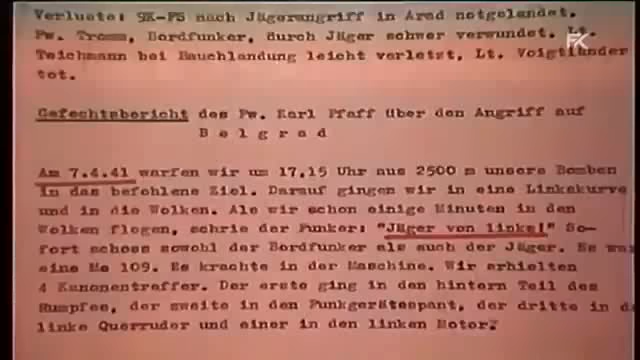 Verluste: 9K-FS nach Jägerangriff in Arad notgelandet.
Fw. Tromm, Bordfunker, durch Jäger schwer verwundet. Lt.
Teichmann bei Bauchlandung leicht verletzt, Lt. Voigtländer
tot.
FK
Gefechtsbericht des Fw. Karl Pfaff über den Angriff auf
B e l g r a d
Am 7.4.41 warfen wir um 17,15 Uhr aus 2500 m unsere Bomben
in das befohlene Ziel. Darauf gingen wir in eine Linkskurve
und in die Wolken. Als wir schon einige Minuten in den
Wolken flogen, schrie der Funker: "Jäger von links!" So-
fort schoss sowohl der Bordfunker als auch der Jäger. Es war
eine Me 109. Es krachte in der Maschine. Wir erhielten
4 Kanonentreffer. Der erste ging in den hintern Teil des
Rumpfes, der zweite in den Funkgerätespant, der dritte in d
linke Querruder und einer in den linken Motor.